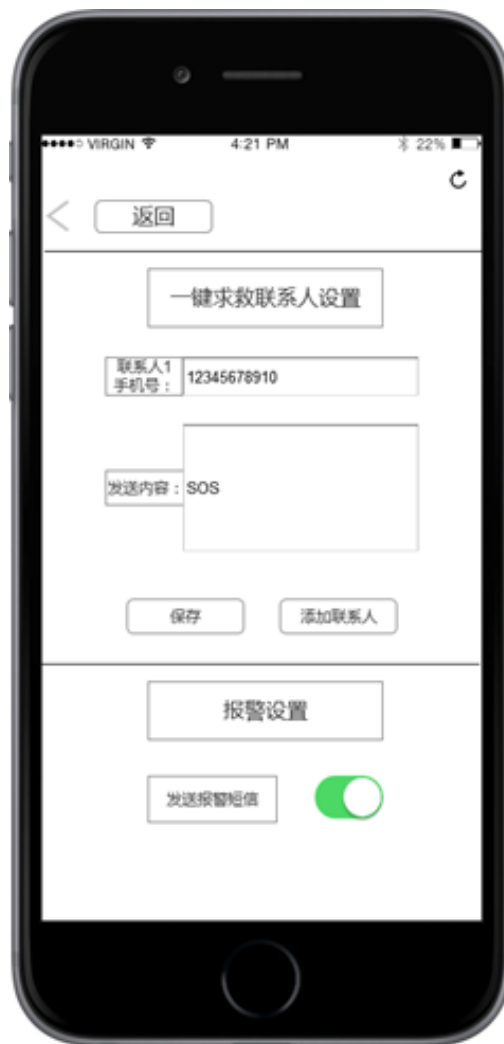 VIRGIN 4:21 PM 22%
返回
一键求救联系人设置
联系人1
手机号：
12345678910
发送内容：
SOS
保存 添加联系人
报警设置
发送报警短信